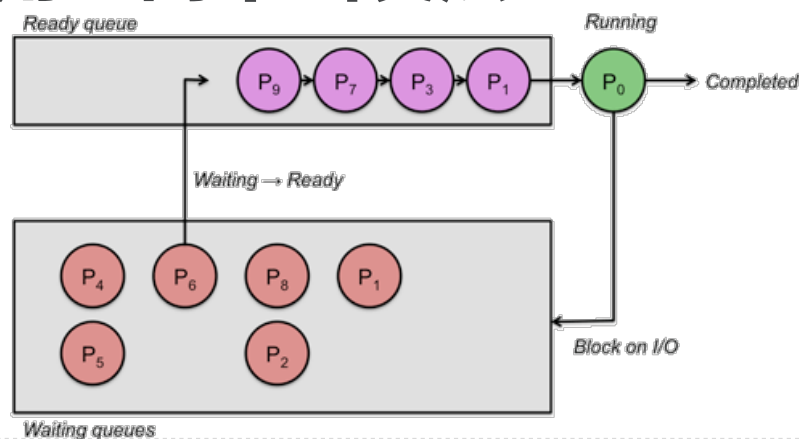 Ready queue
Running
P9
P7
P3
P1
P0
Completed
Waiting → Ready
P4
P6
P8
P1
P5
P2
Block on I/O
Waiting queues